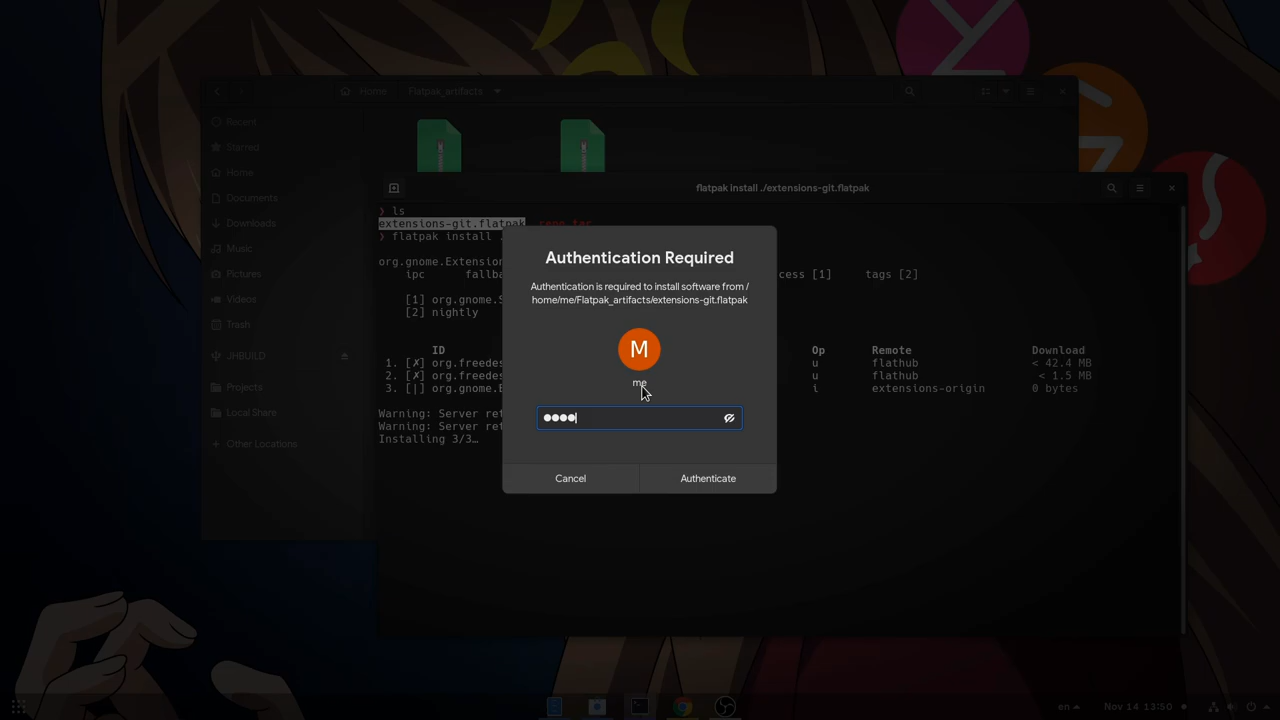 Home Flatpak_artifacts
Recent
Starred
Home
Documents
Downloads
Music
Pictures
Videos
Trash
JHBUILD
Projects
Local Share
Other Locations
flatpak install ./extensions-git.flatpak
❯ ls
extensions-git.flatpak repo.tar
❯ flatpak install .
org.gnome.Extension
ipc fallba cess [1] tags [2]
[1] org.gnome.S
[2] nightly
ID Op Remote Download
1. [✗] org.freedes u flathub < 42.4 MB
2. [✗] org.freedes u flathub < 1.5 MB
3. [|] org.gnome.E i extensions-origin 0 bytes
Warning: Server ret
Warning: Server ret
Installing 3/3…
Authentication Required
Authentication is required to install software from /
home/me/Flatpak_artifacts/extensions-git.flatpak
M
me
Cancel Authenticate
en Nov 14 13:50